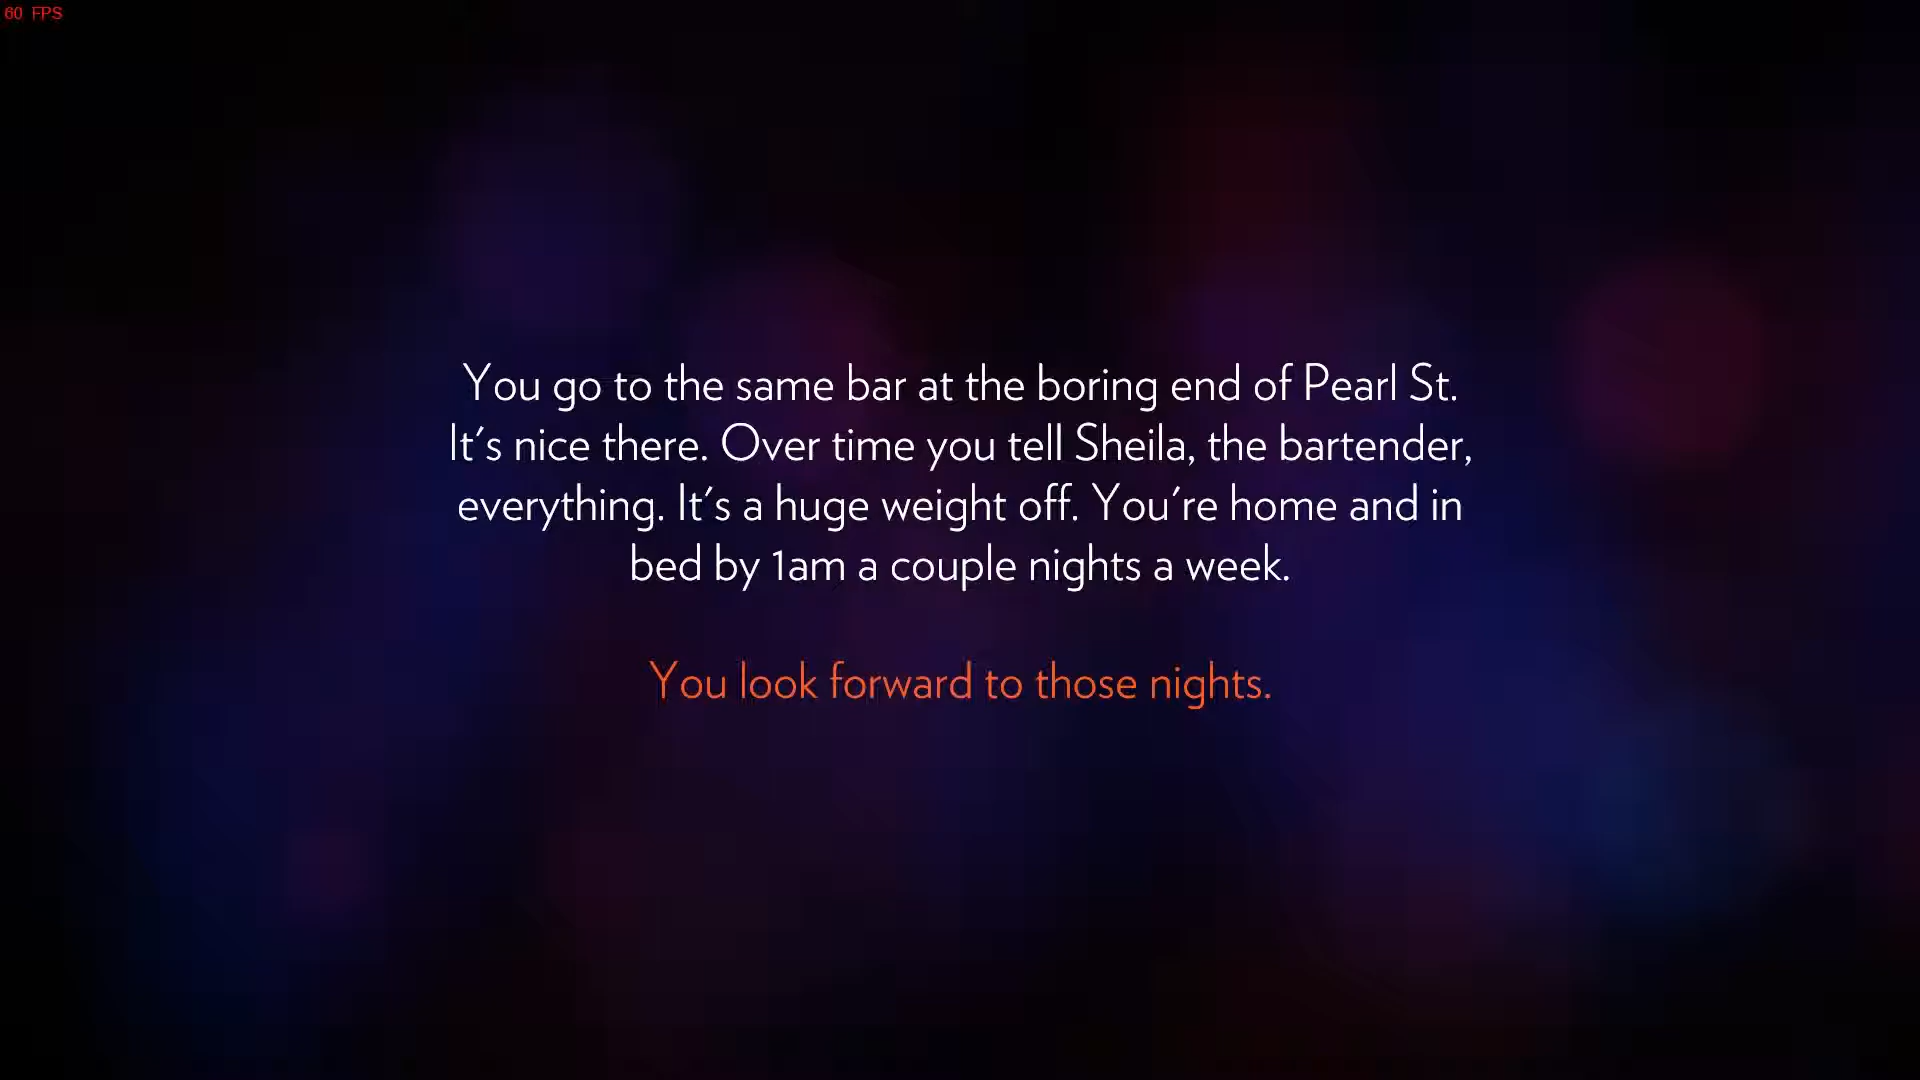 60 FPS
You go to the same bar at the boring end of Pearl St.
It's nice there. Over time you tell Sheila, the bartender,
everything. It's a huge weight off. You're home and in
bed by 1am a couple nights a week.
You look forward to those nights.